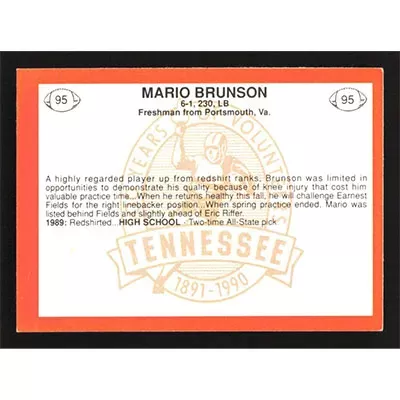 95
MARIO BRUNSON
95
6-1, 230, LB
Freshman from Portsmouth, Va.
YEARS OF VOLUNTEERS
A highly regarded player up from redshirt ranks, Brunson was limited in
opportunities to demonstrate his quality because of knee injury that cost him
valuable practice time...When he returns healthy this fall, he will challenge Earnest
Fields for the right linebacker position...When spring practice ended, Mario was
listed behind Fields and slightly ahead of Eric Riffer.
1989: Redshirted...HIGH SCHOOL - Two-time All-State pick
TENNESSEE
1891-1990